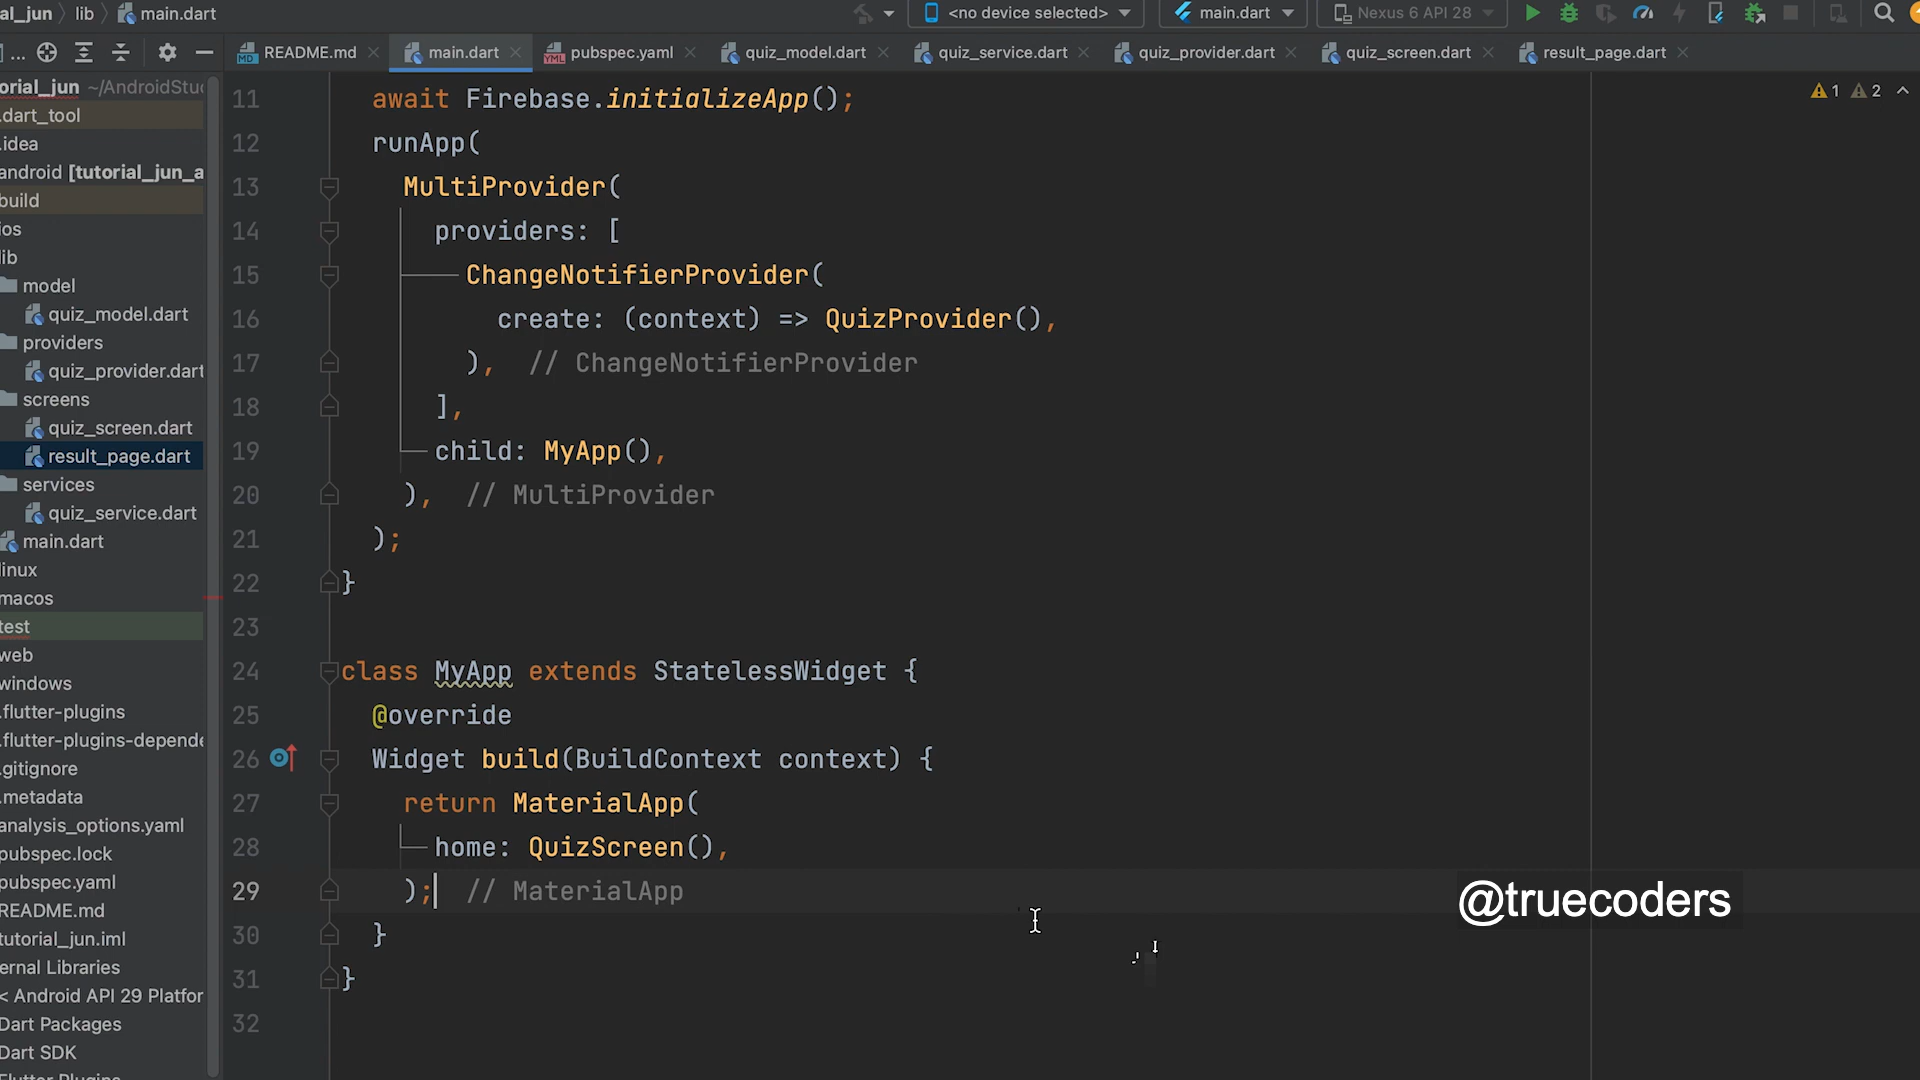 al_jun 〉 lib 〉 main.dart
<no device selected>
main.dart
Nexus 6 API 28
...
README.md
main.dart
pubspec.yaml
quiz_model.dart
quiz_service.dart
quiz_provider.dart
quiz_screen.dart
result_page.dart
orial_jun ~/AndroidStu
.dart_tool
.idea
android [tutorial_jun_a
build
ios
lib
model
quiz_model.dart
providers
quiz_provider.dart
screens
quiz_screen.dart
result_page.dart
services
quiz_service.dart
main.dart
linux
macos
test
web
windows
.flutter-plugins
.flutter-plugins-depende
.gitignore
.metadata
analysis_options.yaml
pubspec.lock
pubspec.yaml
README.md
tutorial_jun.iml
ernal Libraries
< Android API 29 Platfor
Dart Packages
Dart SDK
Flutter Plugins
1 2
11 await Firebase.initializeApp();
12 runApp(
13 MultiProvider(
14 providers: [
15 ChangeNotifierProvider(
16 create: (context) => QuizProvider(),
17 ), // ChangeNotifierProvider
18 ],
19 child: MyApp(),
20 ), // MultiProvider
21 );
22 }
23
24 class MyApp extends StatelessWidget {
25 @override
26 Widget build(BuildContext context) {
27 return MaterialApp(
28 home: QuizScreen(),
29 ); // MaterialApp
30 }
31 }
32
@truecoders